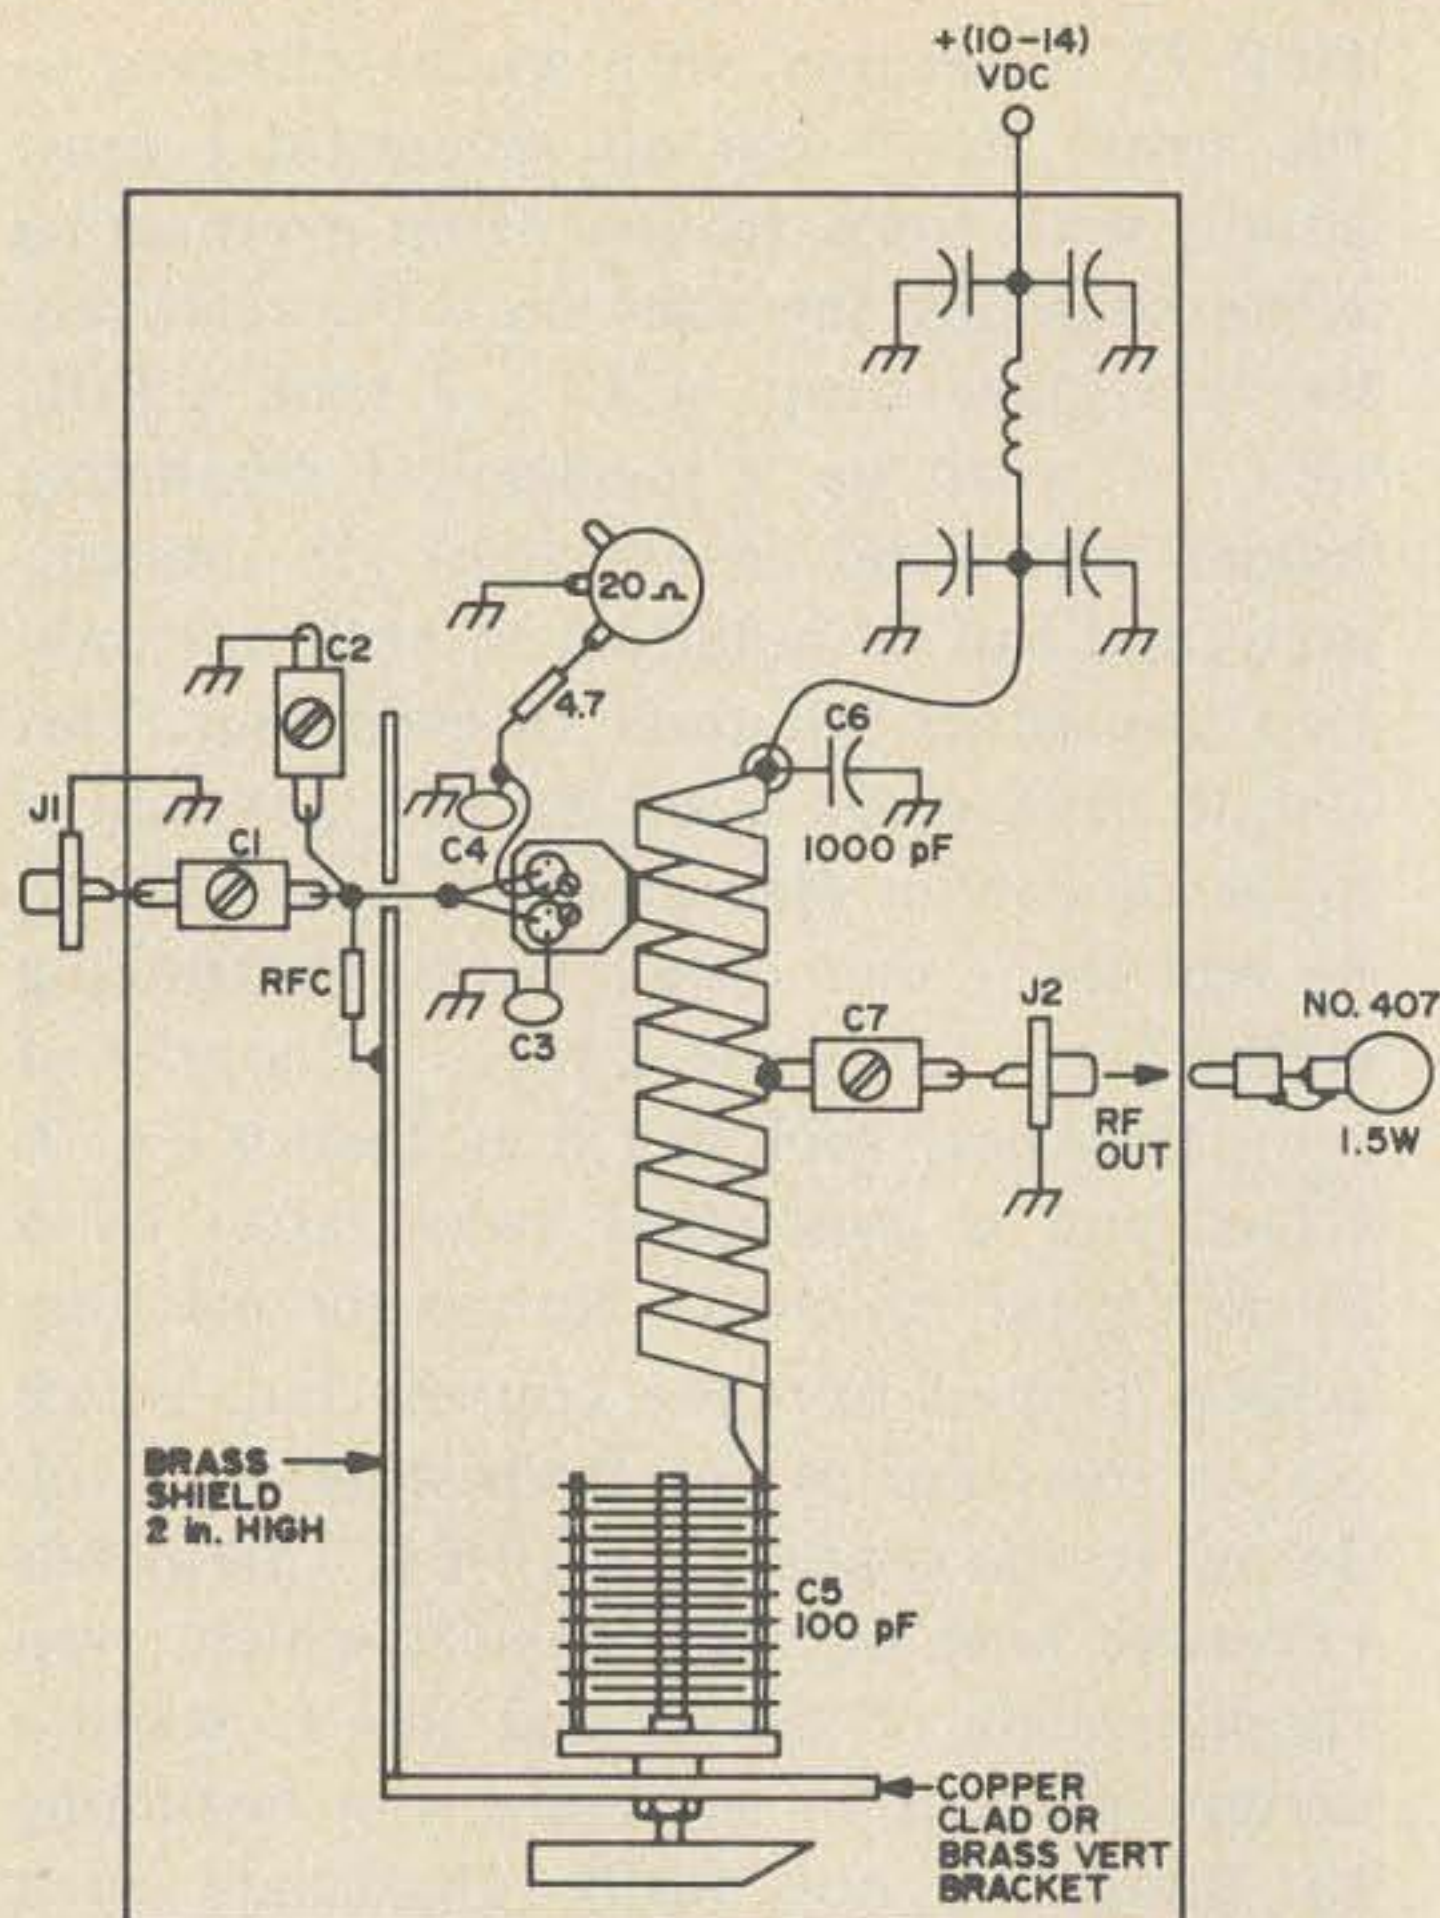 +(10-14)
VDC
20 Ω
C2
4.7
C6
J1
C1
C4
1000 pF
RFC
C3
C7
J2
NO. 407
RF
OUT
1.5W
BRASS
SHIELD
2 in. HIGH
C5
100 pF
COPPER
CLAD OR
BRASS VERT
BRACKET